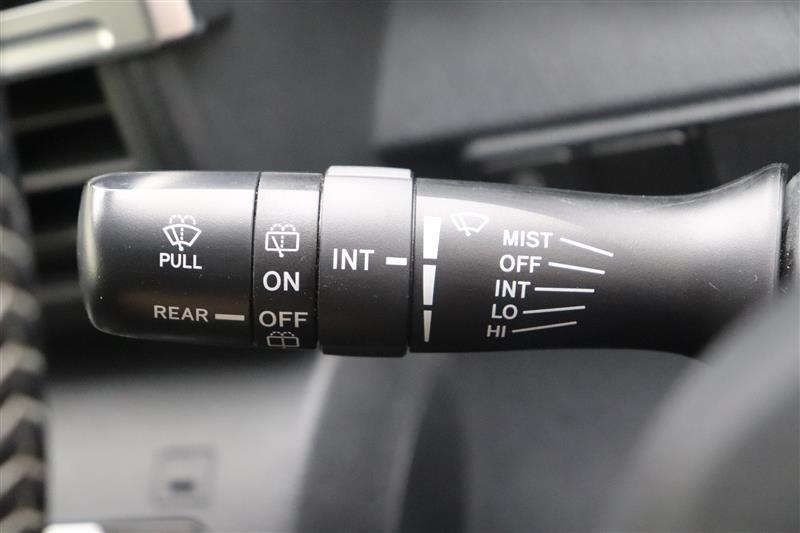 PULL
REAR
ON
OFF
INT
MIST
OFF
INT
LO
HI